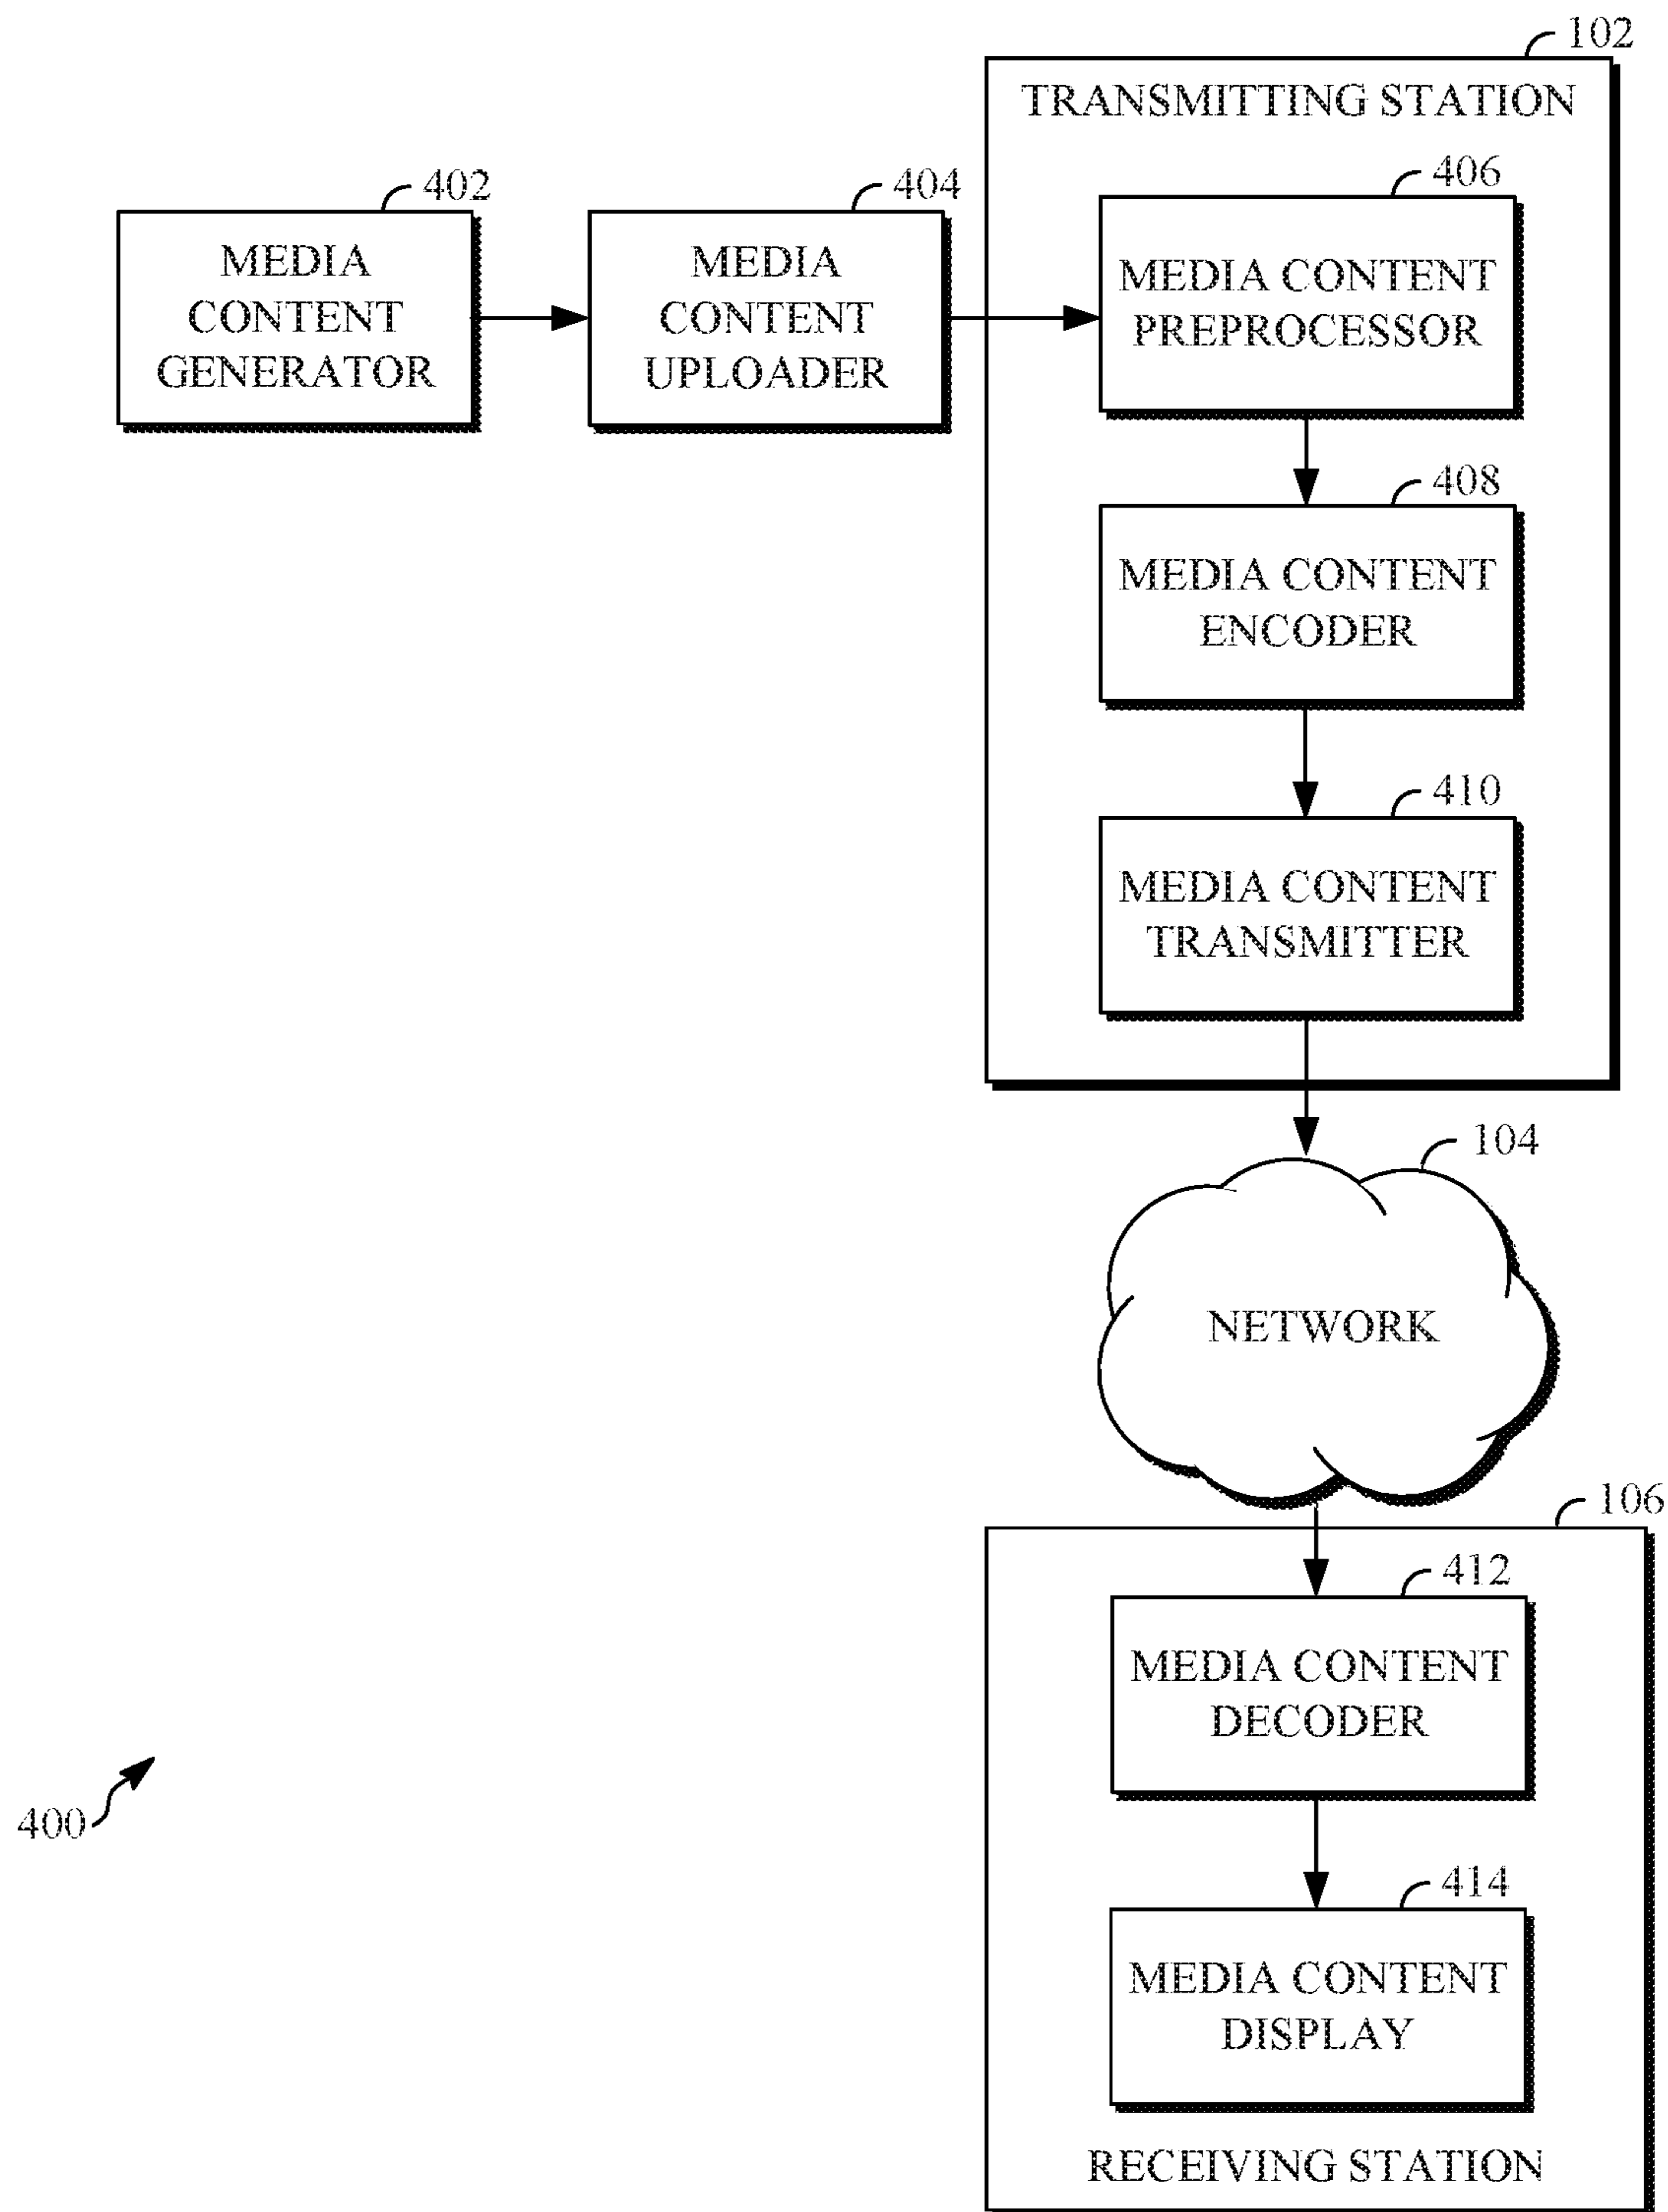 102
TRANSMITTING STATION
402
MEDIA
CONTENT
GENERATOR
404
MEDIA
CONTENT
UPLOADER
406
MEDIA CONTENT
PREPROCESSOR
408
MEDIA CONTENT
ENCODER
410
MEDIA CONTENT
TRANSMITTER
104
NETWORK
106
412
MEDIA CONTENT
DECODER
414
MEDIA CONTENT
DISPLAY
RECEIVING STATION
400